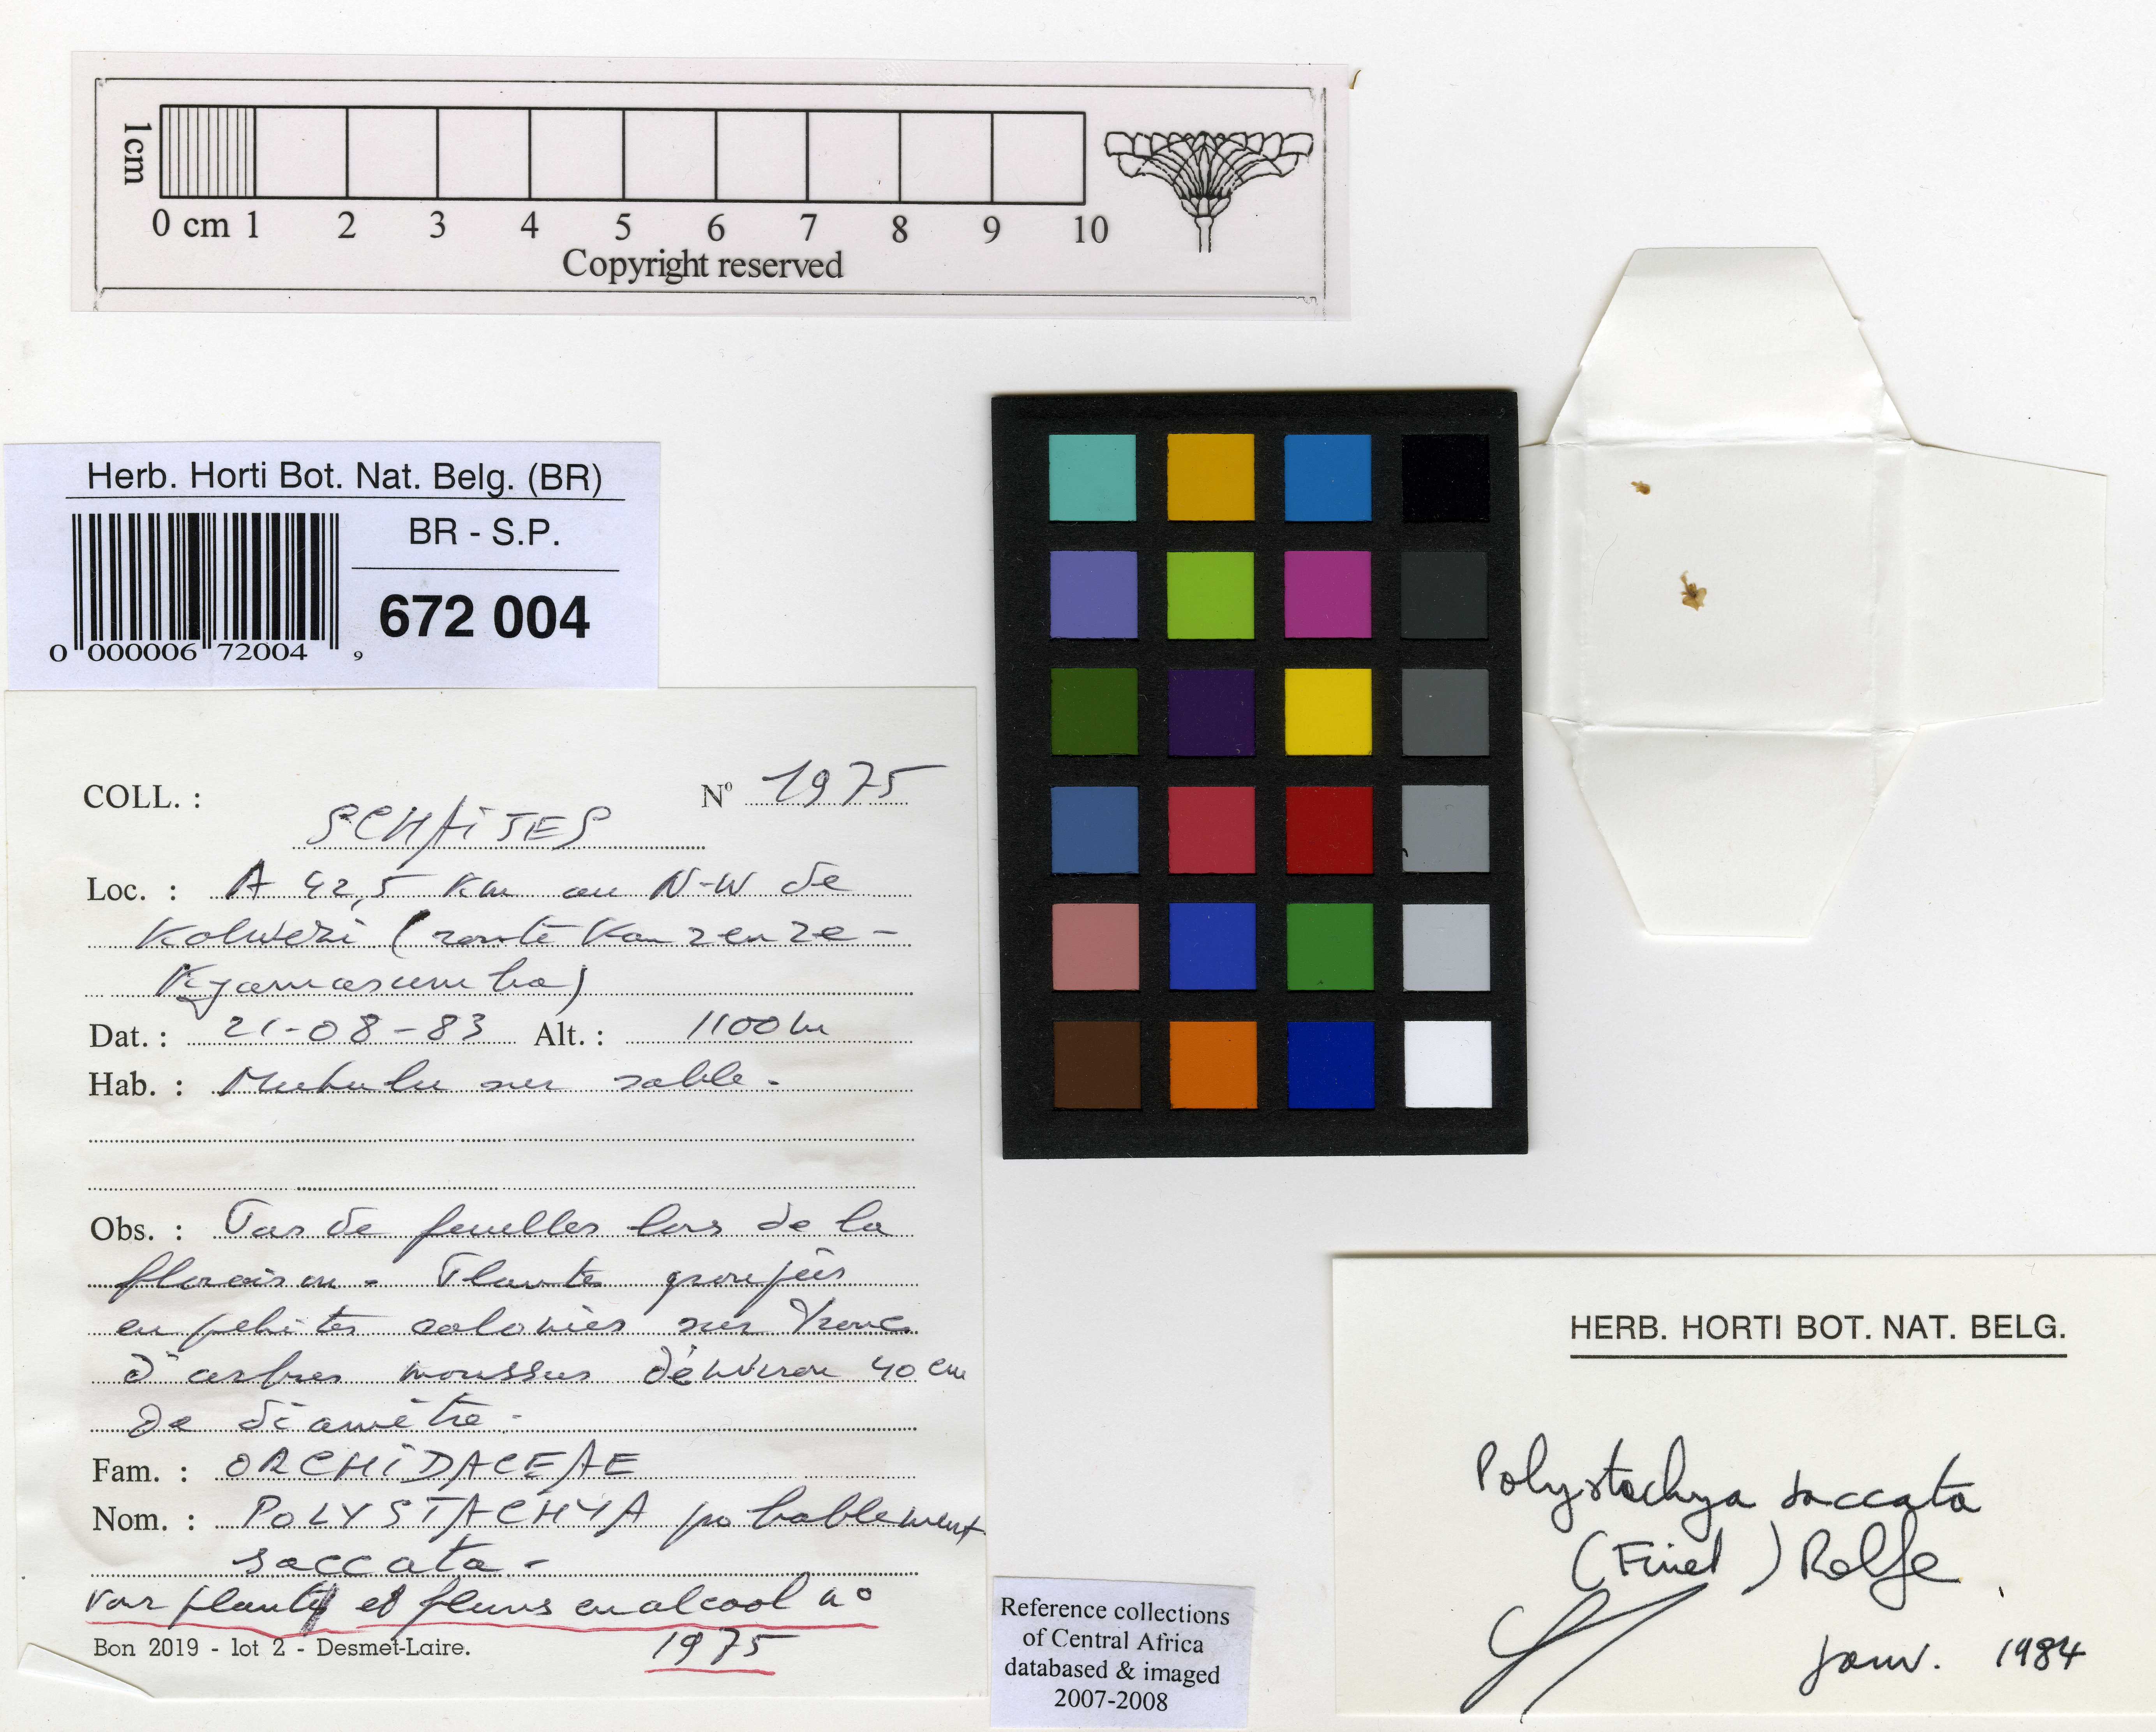 1cm
0 cm 1 2 3 4 5 6 7 8 9 10
Copyright reserved
Herb. Horti Bot. Nat. Belg. (BR)
BR - S.P.
672 004
0 000006 72004 9
COLL. : SCHAIJES N° 1975
Loc. : A 42,5 km au N-W de
Kolwezi (route Kanzenze -
Kyamasumba)
Dat. : 21-08-83 Alt. : 1100 m
Hab. : Muhulu sur sable.
Obs. : Pas de feuilles lors de la
floraison. Plantes groupées
en petites colonies sur troncs
d'arbres moussus d'environ 40 cm
de diamètre.
Fam. : ORCHIDACEAE
Nom. : POLYSTACHYA probablement
saccata -
voir plante et fleurs en alcool n°
1975
Bon 2019 - lot 2 - Desmet-Laire.
Reference collections
of Central Africa
databased & imaged
2007-2008
HERB. HORTI BOT. NAT. BELG.
Polystachya saccata
(Finet) Rolfe
janv. 1984